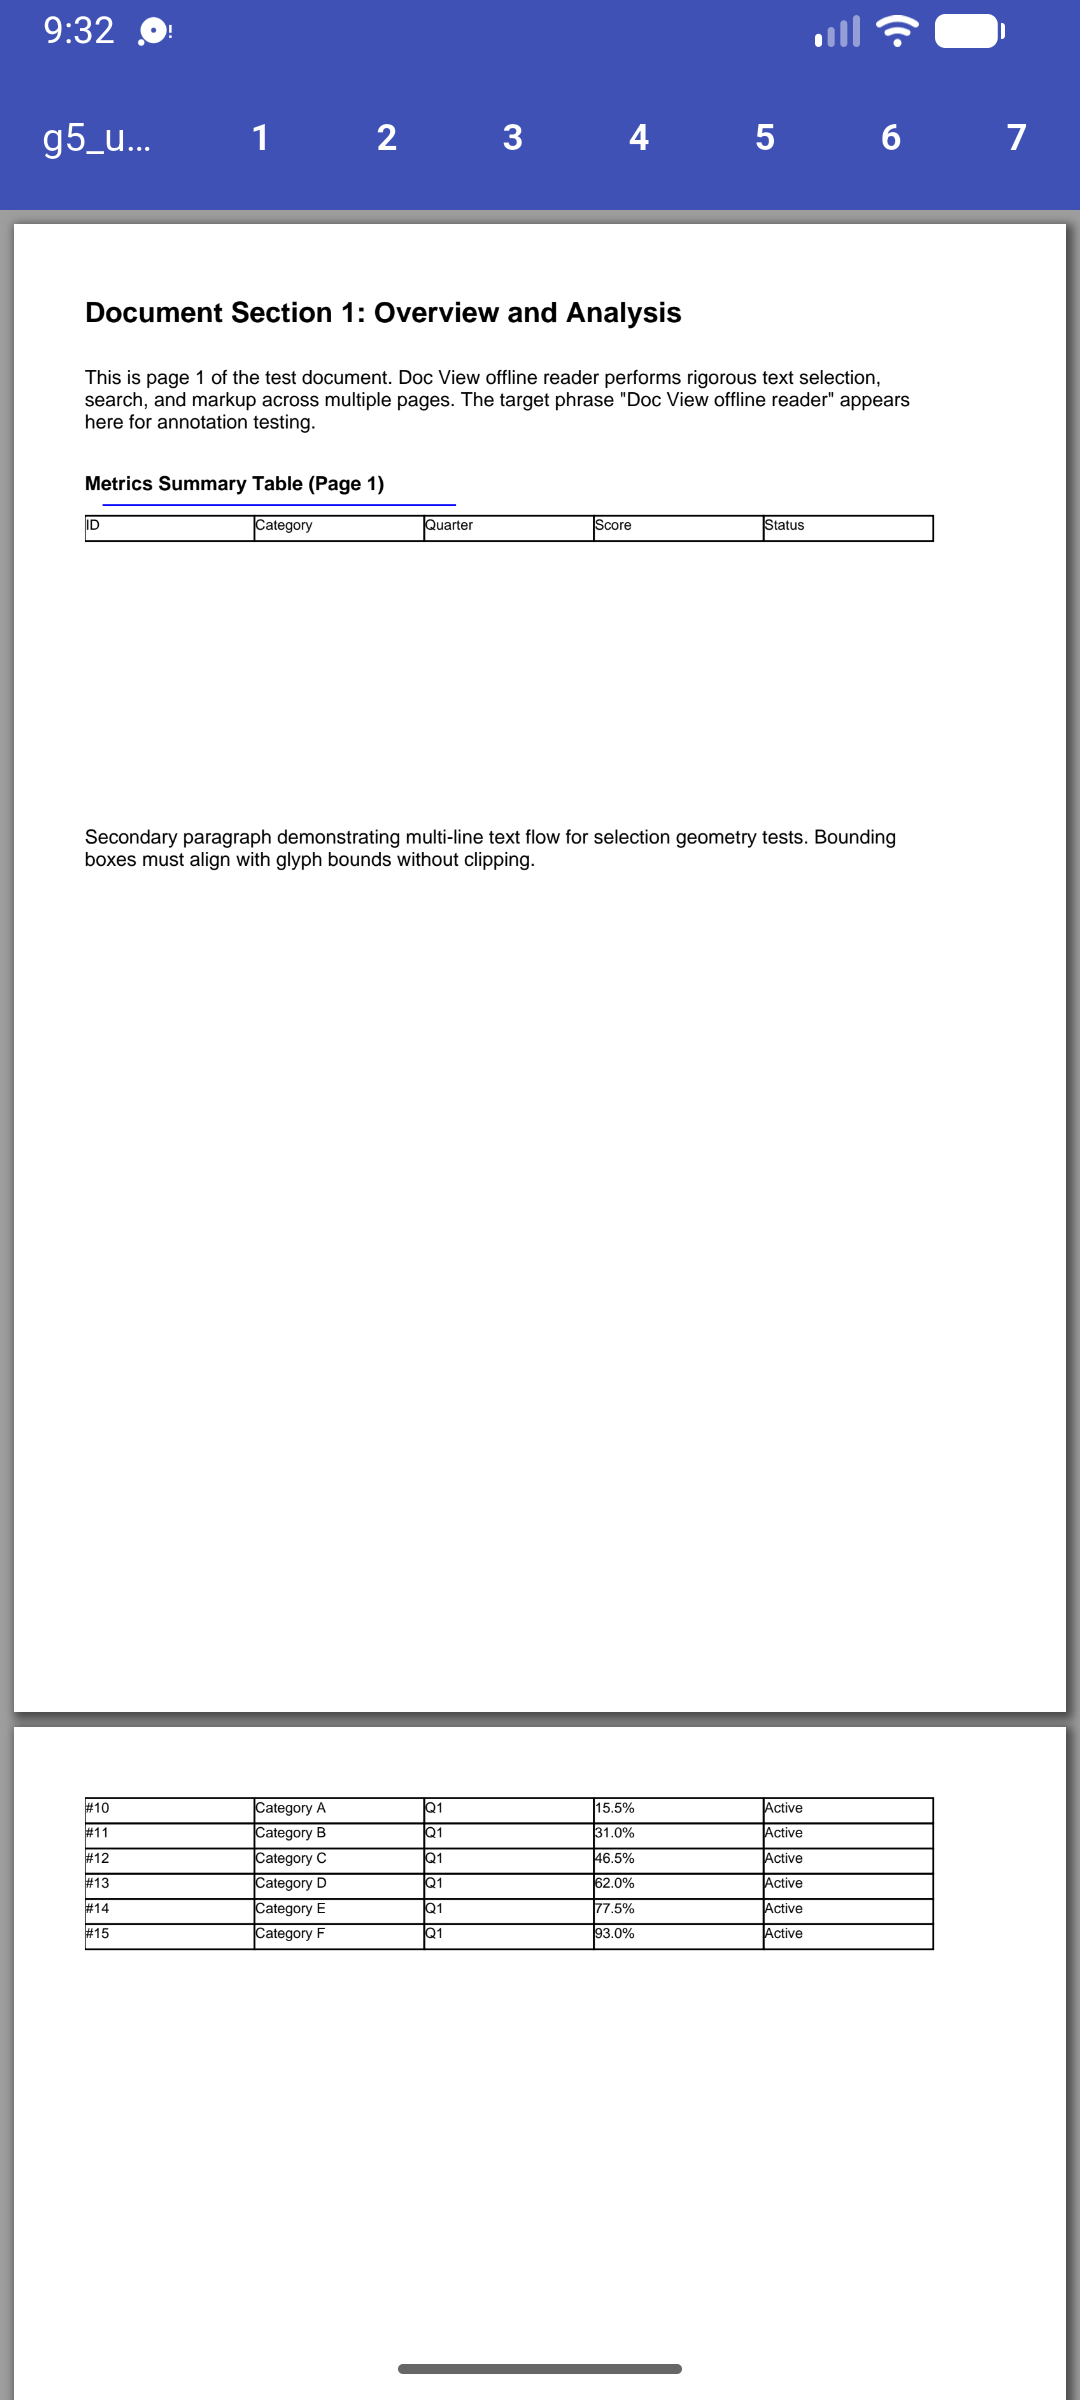 9:32
g5_u... 1 2 3 4 5 6 7
Document Section 1: Overview and Analysis
This is page 1 of the test document. Doc View offline reader performs rigorous text selection,
search, and markup across multiple pages. The target phrase "Doc View offline reader" appears
here for annotation testing.
Metrics Summary Table (Page 1)
ID Category Quarter Score Status
Secondary paragraph demonstrating multi-line text flow for selection geometry tests. Bounding
boxes must align with glyph bounds without clipping.
#10 Category A Q1 15.5% Active
#11 Category B Q1 31.0% Active
#12 Category C Q1 46.5% Active
#13 Category D Q1 62.0% Active
#14 Category E Q1 77.5% Active
#15 Category F Q1 93.0% Active